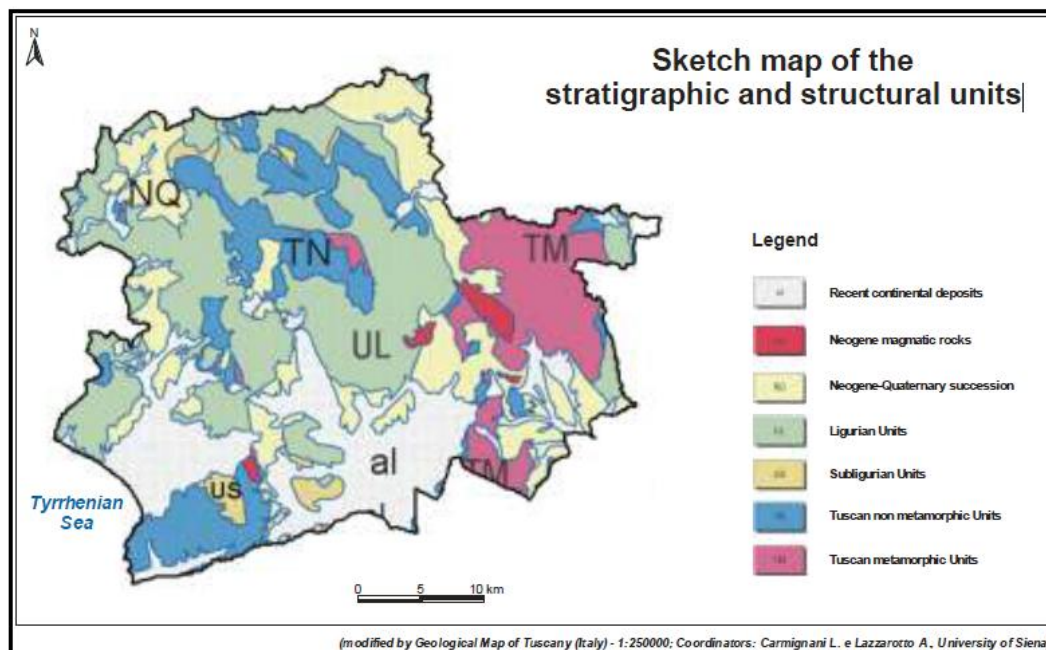 N
Sketch map of the
stratigraphic and structural units
NQ
TN
TM
UL
Legend
al Recent continental deposits
Neogene magmatic rocks
Neogene-Quaternary succession
Ligurian Units
Subligurian Units
Tuscan non metamorphic Units
Tuscan metamorphic Units
al
TM
us
Tyrrhenian
Sea
0 5 10 km
(modified by Geological Map of Tuscany (Italy) - 1:250000; Coordinators: Carmignani L. e Lazzarotto A., University of Siena